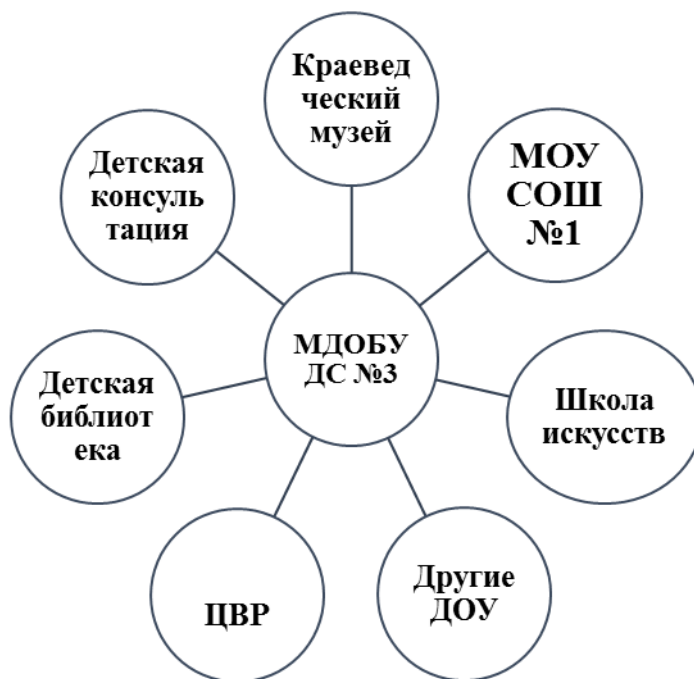 Краевед
ческий
музей
МОУ
СОШ
№1
Школа
искусств
Другие
ДОУ
ЦВР
Детская
библиот
ека
Детская
консуль
тация
МДОБУ
ДС №3